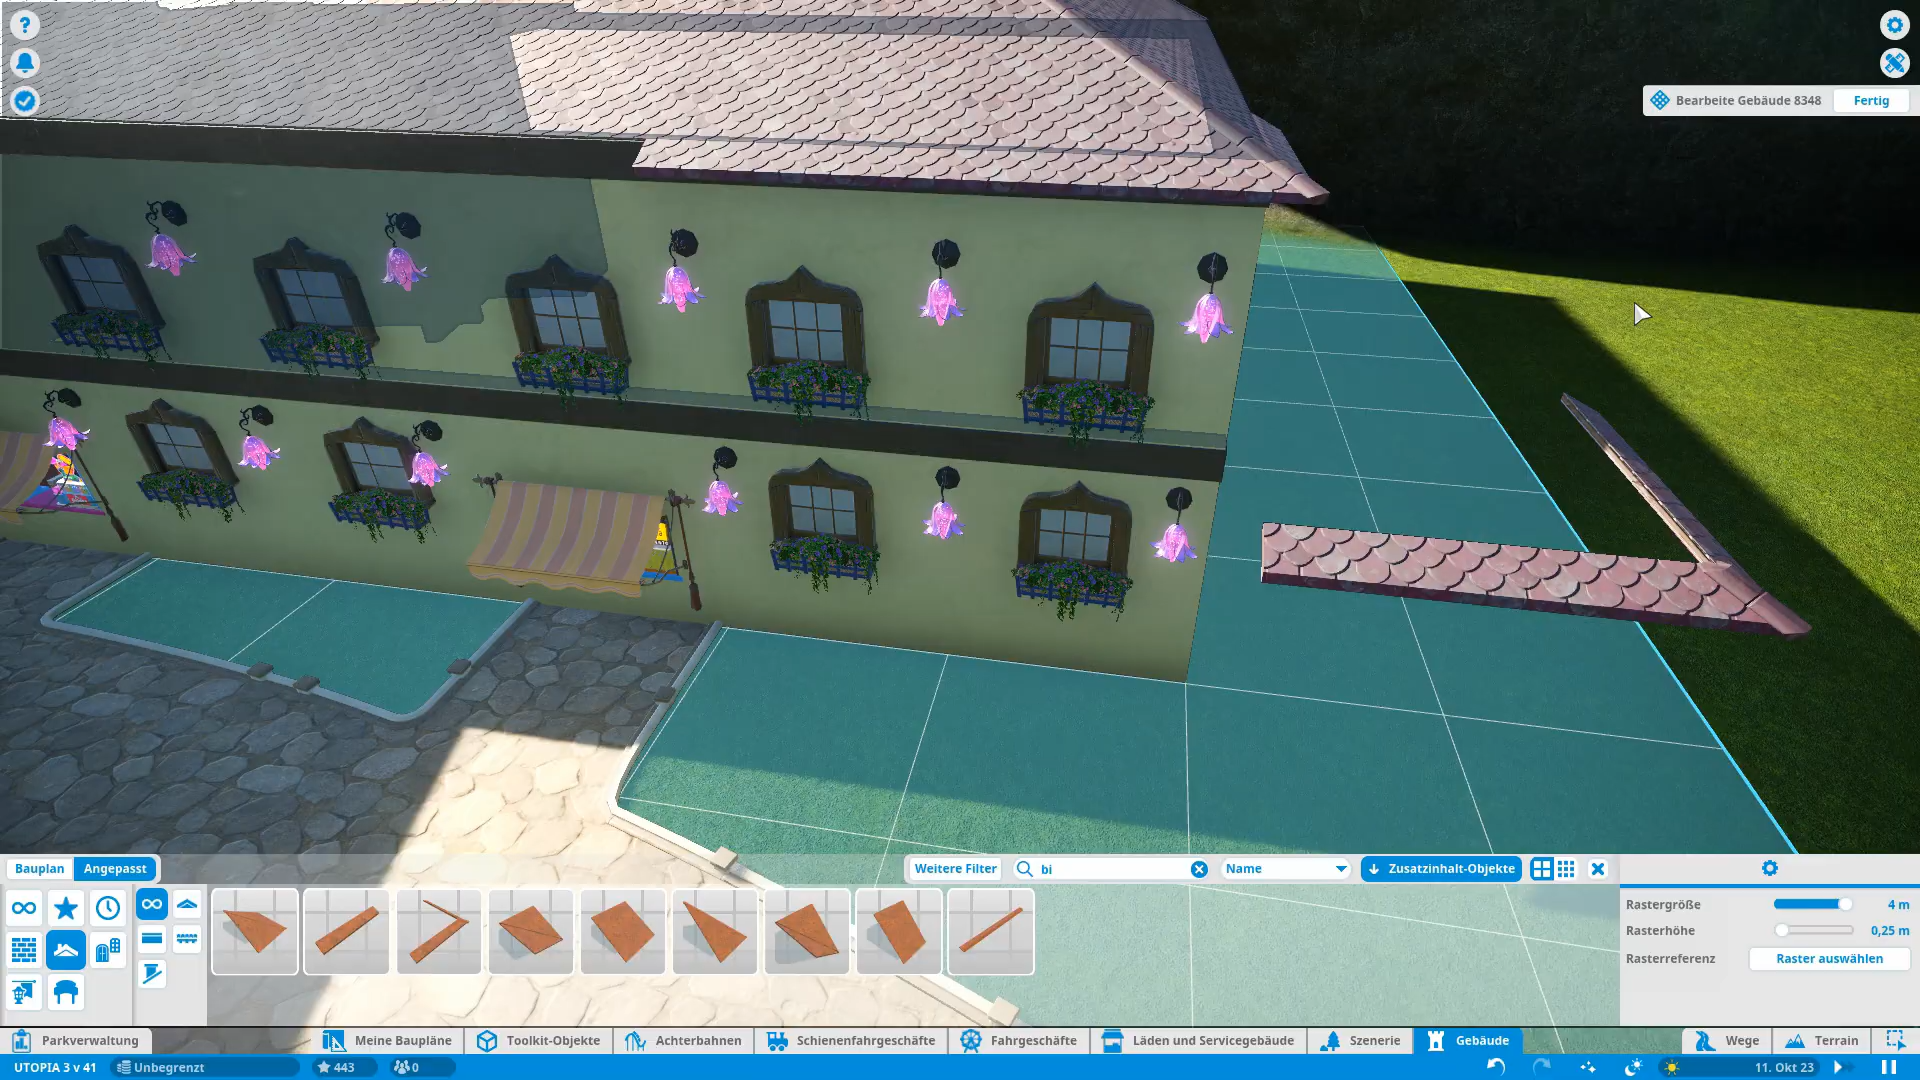 ?
Bearbeite Gebäude 8348 Fertig
Bauplan Angepasst
Weitere Filter bi Name Zusatzinhalt-Objekte
Rastergröße 4 m
Rasterhöhe 0,25 m
Rasterreferenz Raster auswählen
Parkverwaltung Meine Baupläne Toolkit-Objekte Achterbahnen Schienenfahrgeschäfte Fahrgeschäfte Läden und Servicegebäude Szenerie Gebäude Wege Terrain
UTOPIA 3 v 41 Unbegrenzt 443 0 11. Okt 23